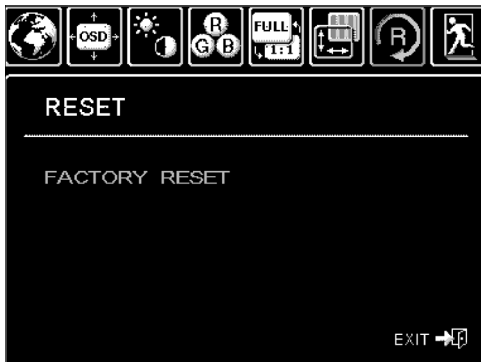 OSD
R
G B
FULL
1:1
R
RESET
FACTORY RESET
EXIT